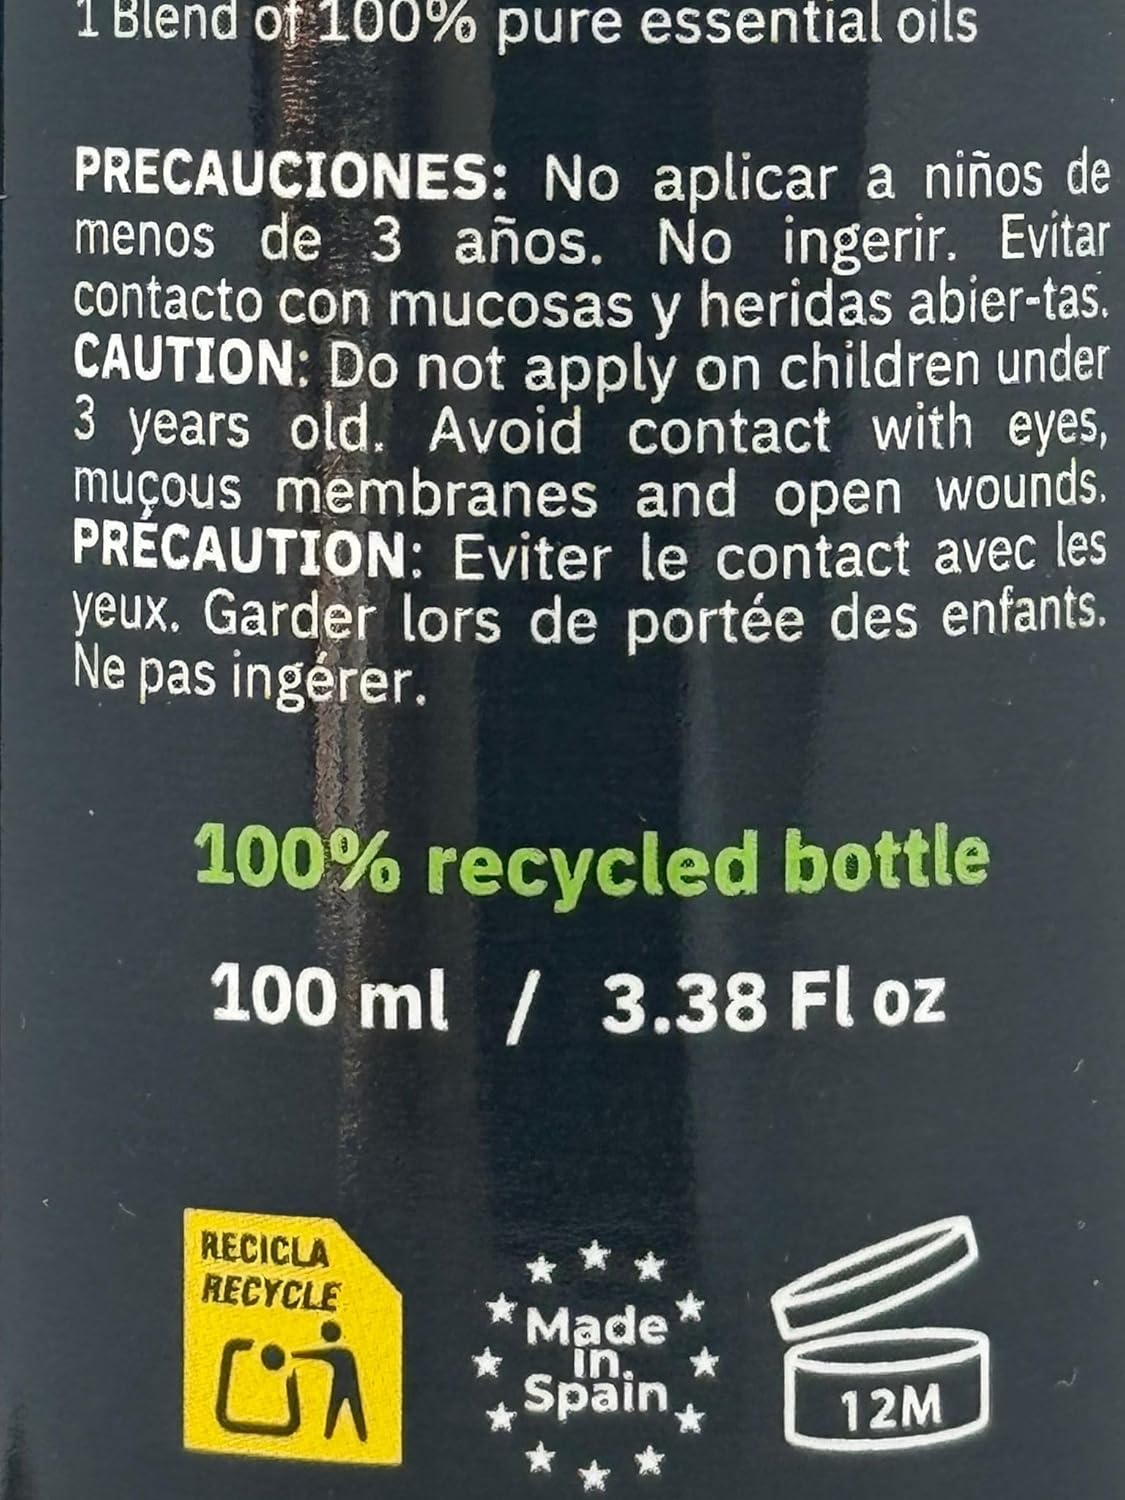 1 Blend of 100% pure essential oils
PRECAUCIONES: No aplicar a niños de
menos de 3 años. No ingerir. Evitar
contacto con mucosas y heridas abier-tas.
CAUTION: Do not apply on children under
3 years old. Avoid contact with eyes,
mucous membranes and open wounds.
PRÉCAUTION: Eviter le contact avec les
yeux. Garder lors de portée des enfants.
Ne pas ingérer.
100% recycled bottle
100 ml / 3.38 Fl oz
RECICLA
RECYCLE
Made
in
Spain
12M